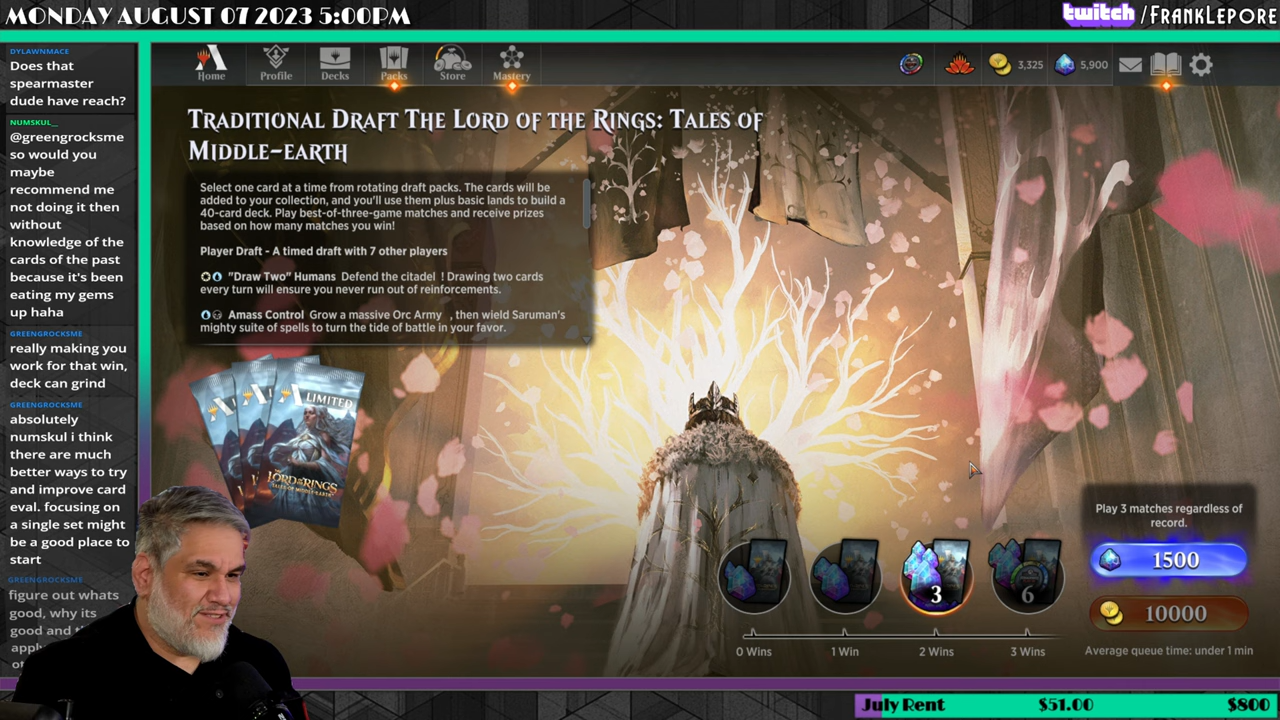 MONDAY AUGUST 07 2023 5:00PM
twitch /FRANKLEPORE
DYLAWNMACE
Does that
spearmaster
dude have reach?
NUMSKUL_
@greengrocksme
so would you
maybe
recommend me
not doing it then
without
knowledge of the
cards of the past
because it's been
eating my gems
up haha
GREENGROCKSME
really making you
work for that win,
deck can grind
GREENGROCKSME
absolutely
numskul i think
there are much
better ways to try
and improve card
eval. focusing on
a single set might
be a good place to
start
GREENGROCKSME
figure out whats
good, why its
good and
Home
Profile
Decks
Packs
Store
Mastery
3,325
5,900
TRADITIONAL DRAFT THE LORD OF THE RINGS: TALES OF
MIDDLE-EARTH
Select one card at a time from rotating draft packs. The cards will be
added to your collection, and you'll use them plus basic lands to build a
40-card deck. Play best-of-three-game matches and receive prizes
based on how many matches you win!
Player Draft - A timed draft with 7 other players
"Draw Two" Humans Defend the citadel ! Drawing two cards
every turn will ensure you never run out of reinforcements.
Amass Control Grow a massive Orc Army , then wield Saruman's
mighty suite of spells to turn the tide of battle in your favor.
LIMITED
THE LORD OF THE RINGS
TALES OF MIDDLE-EARTH
3
6
0 Wins
1 Win
2 Wins
3 Wins
Play 3 matches regardless of
record.
1500
10000
Average queue time: under 1 min
July Rent
$51.00
$800